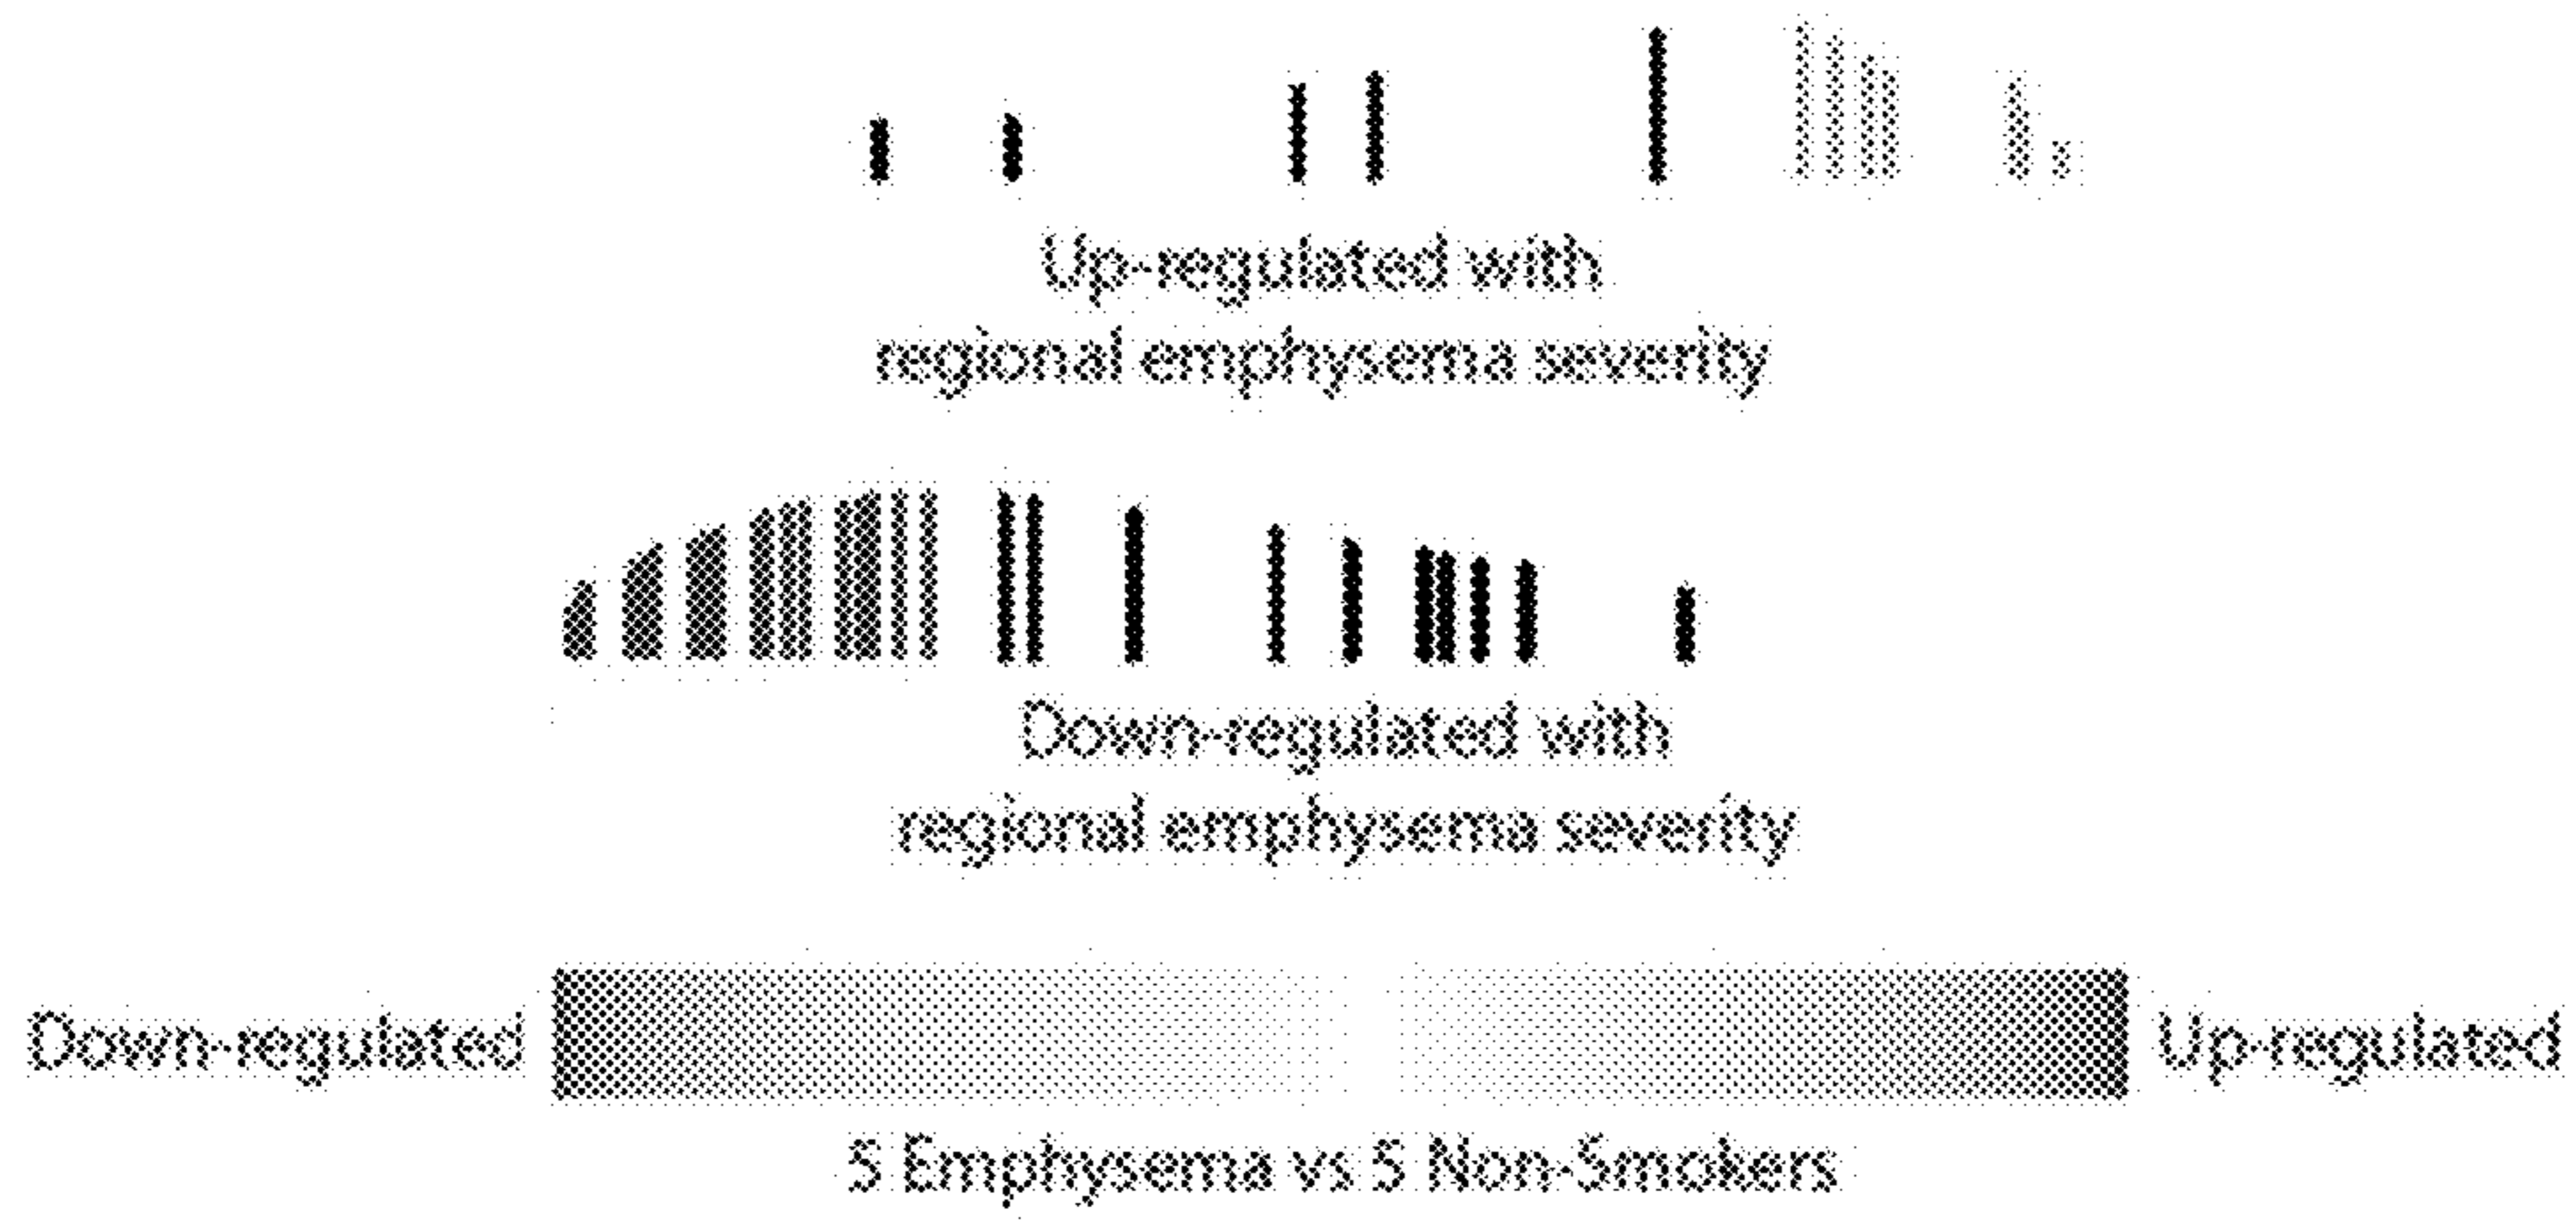 Up-regulated with
regional emphysema severity
Down-regulated with
regional emphysema severity
Down-regulated
Up-regulated
5 Emphysema vs 5 Non-Smokers